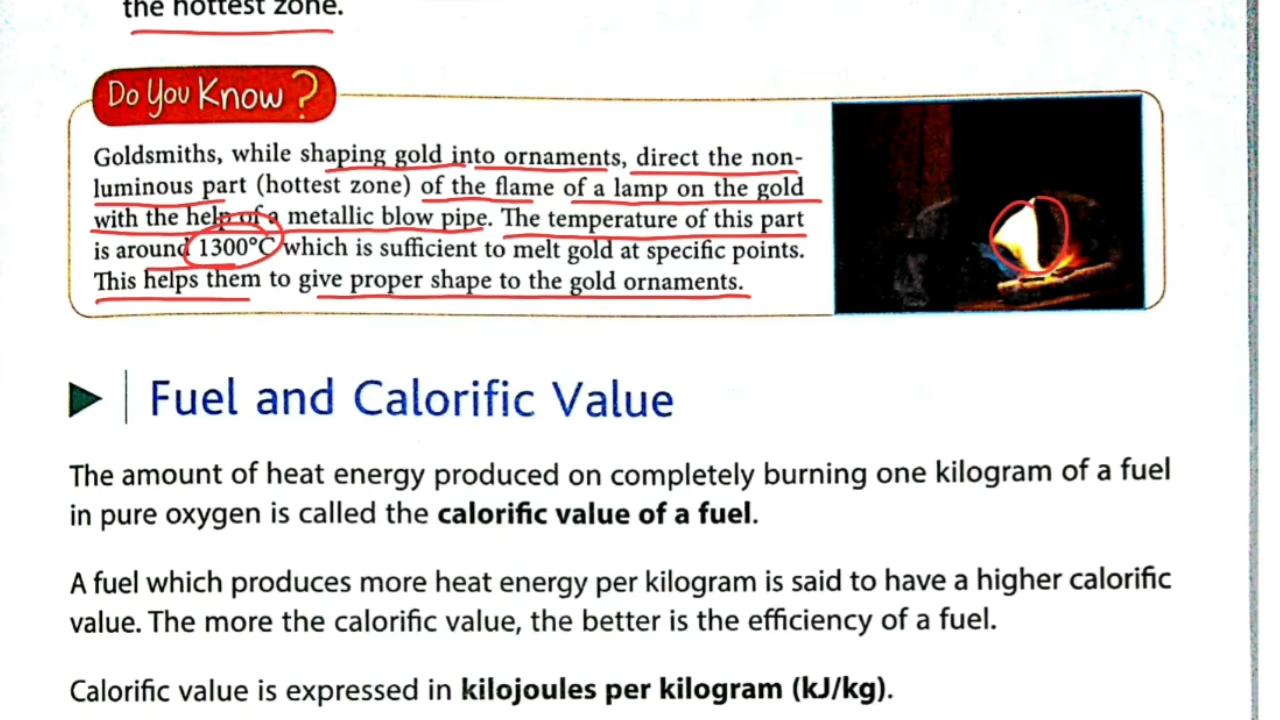 the hottest zone.
Do You Know ?
Goldsmiths, while shaping gold into ornaments, direct the non-
luminous part (hottest zone) of the flame of a lamp on the gold
with the help of a metallic blow pipe. The temperature of this part
is around 1300°C which is sufficient to melt gold at specific points.
This helps them to give proper shape to the gold ornaments.
Fuel and Calorific Value
The amount of heat energy produced on completely burning one kilogram of a fuel
in pure oxygen is called the calorific value of a fuel.
A fuel which produces more heat energy per kilogram is said to have a higher calorific
value. The more the calorific value, the better is the efficiency of a fuel.
Calorific value is expressed in kilojoules per kilogram (kJ/kg).